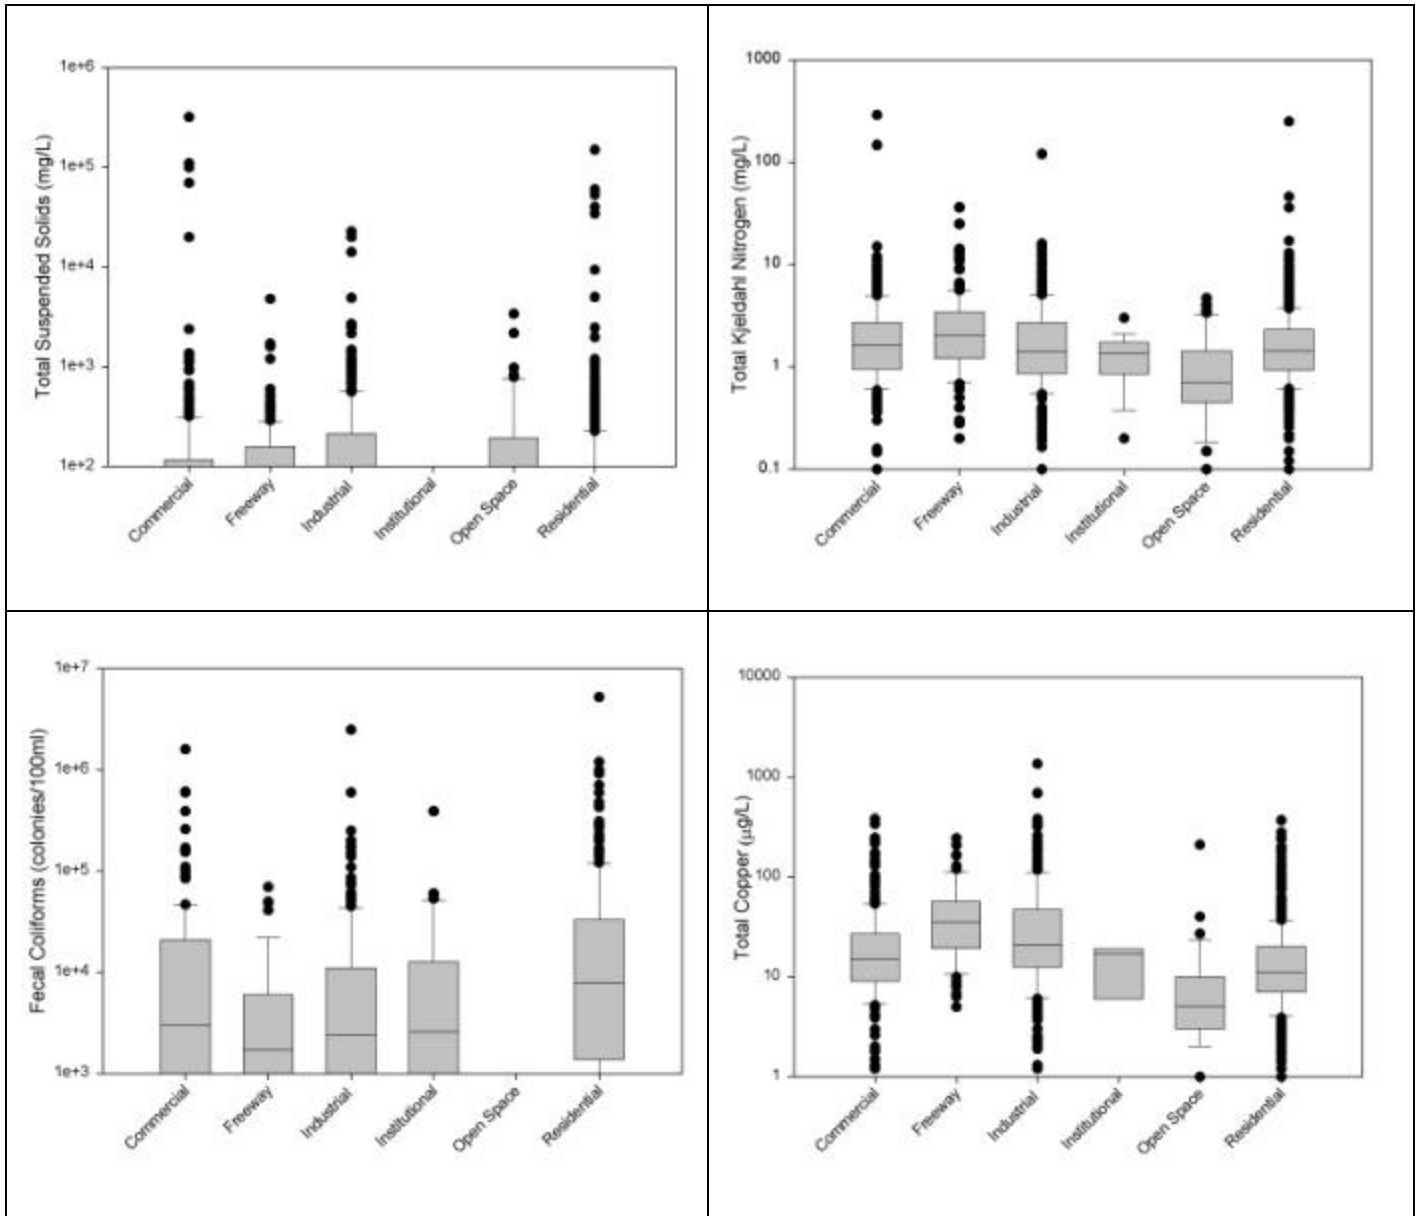 Total Suspended Solids (mg/L)
1e+6
1e+5
1e+4
1e+3
1e+2
Commercial
Freeway
Industrial
Institutional
Open Space
Residential
Total Kjeldahl Nitrogen (mg/L)
1000
100
10
1
0.1
Commercial
Freeway
Industrial
Institutional
Open Space
Residential
Fecal Coliforms (colonies/100ml)
1e+7
1e+6
1e+5
1e+4
1e+3
Commercial
Freeway
Industrial
Institutional
Open Space
Residential
Total Copper (µg/L)
10000
1000
100
10
1
Commercial
Freeway
Industrial
Institutional
Open Space
Residential